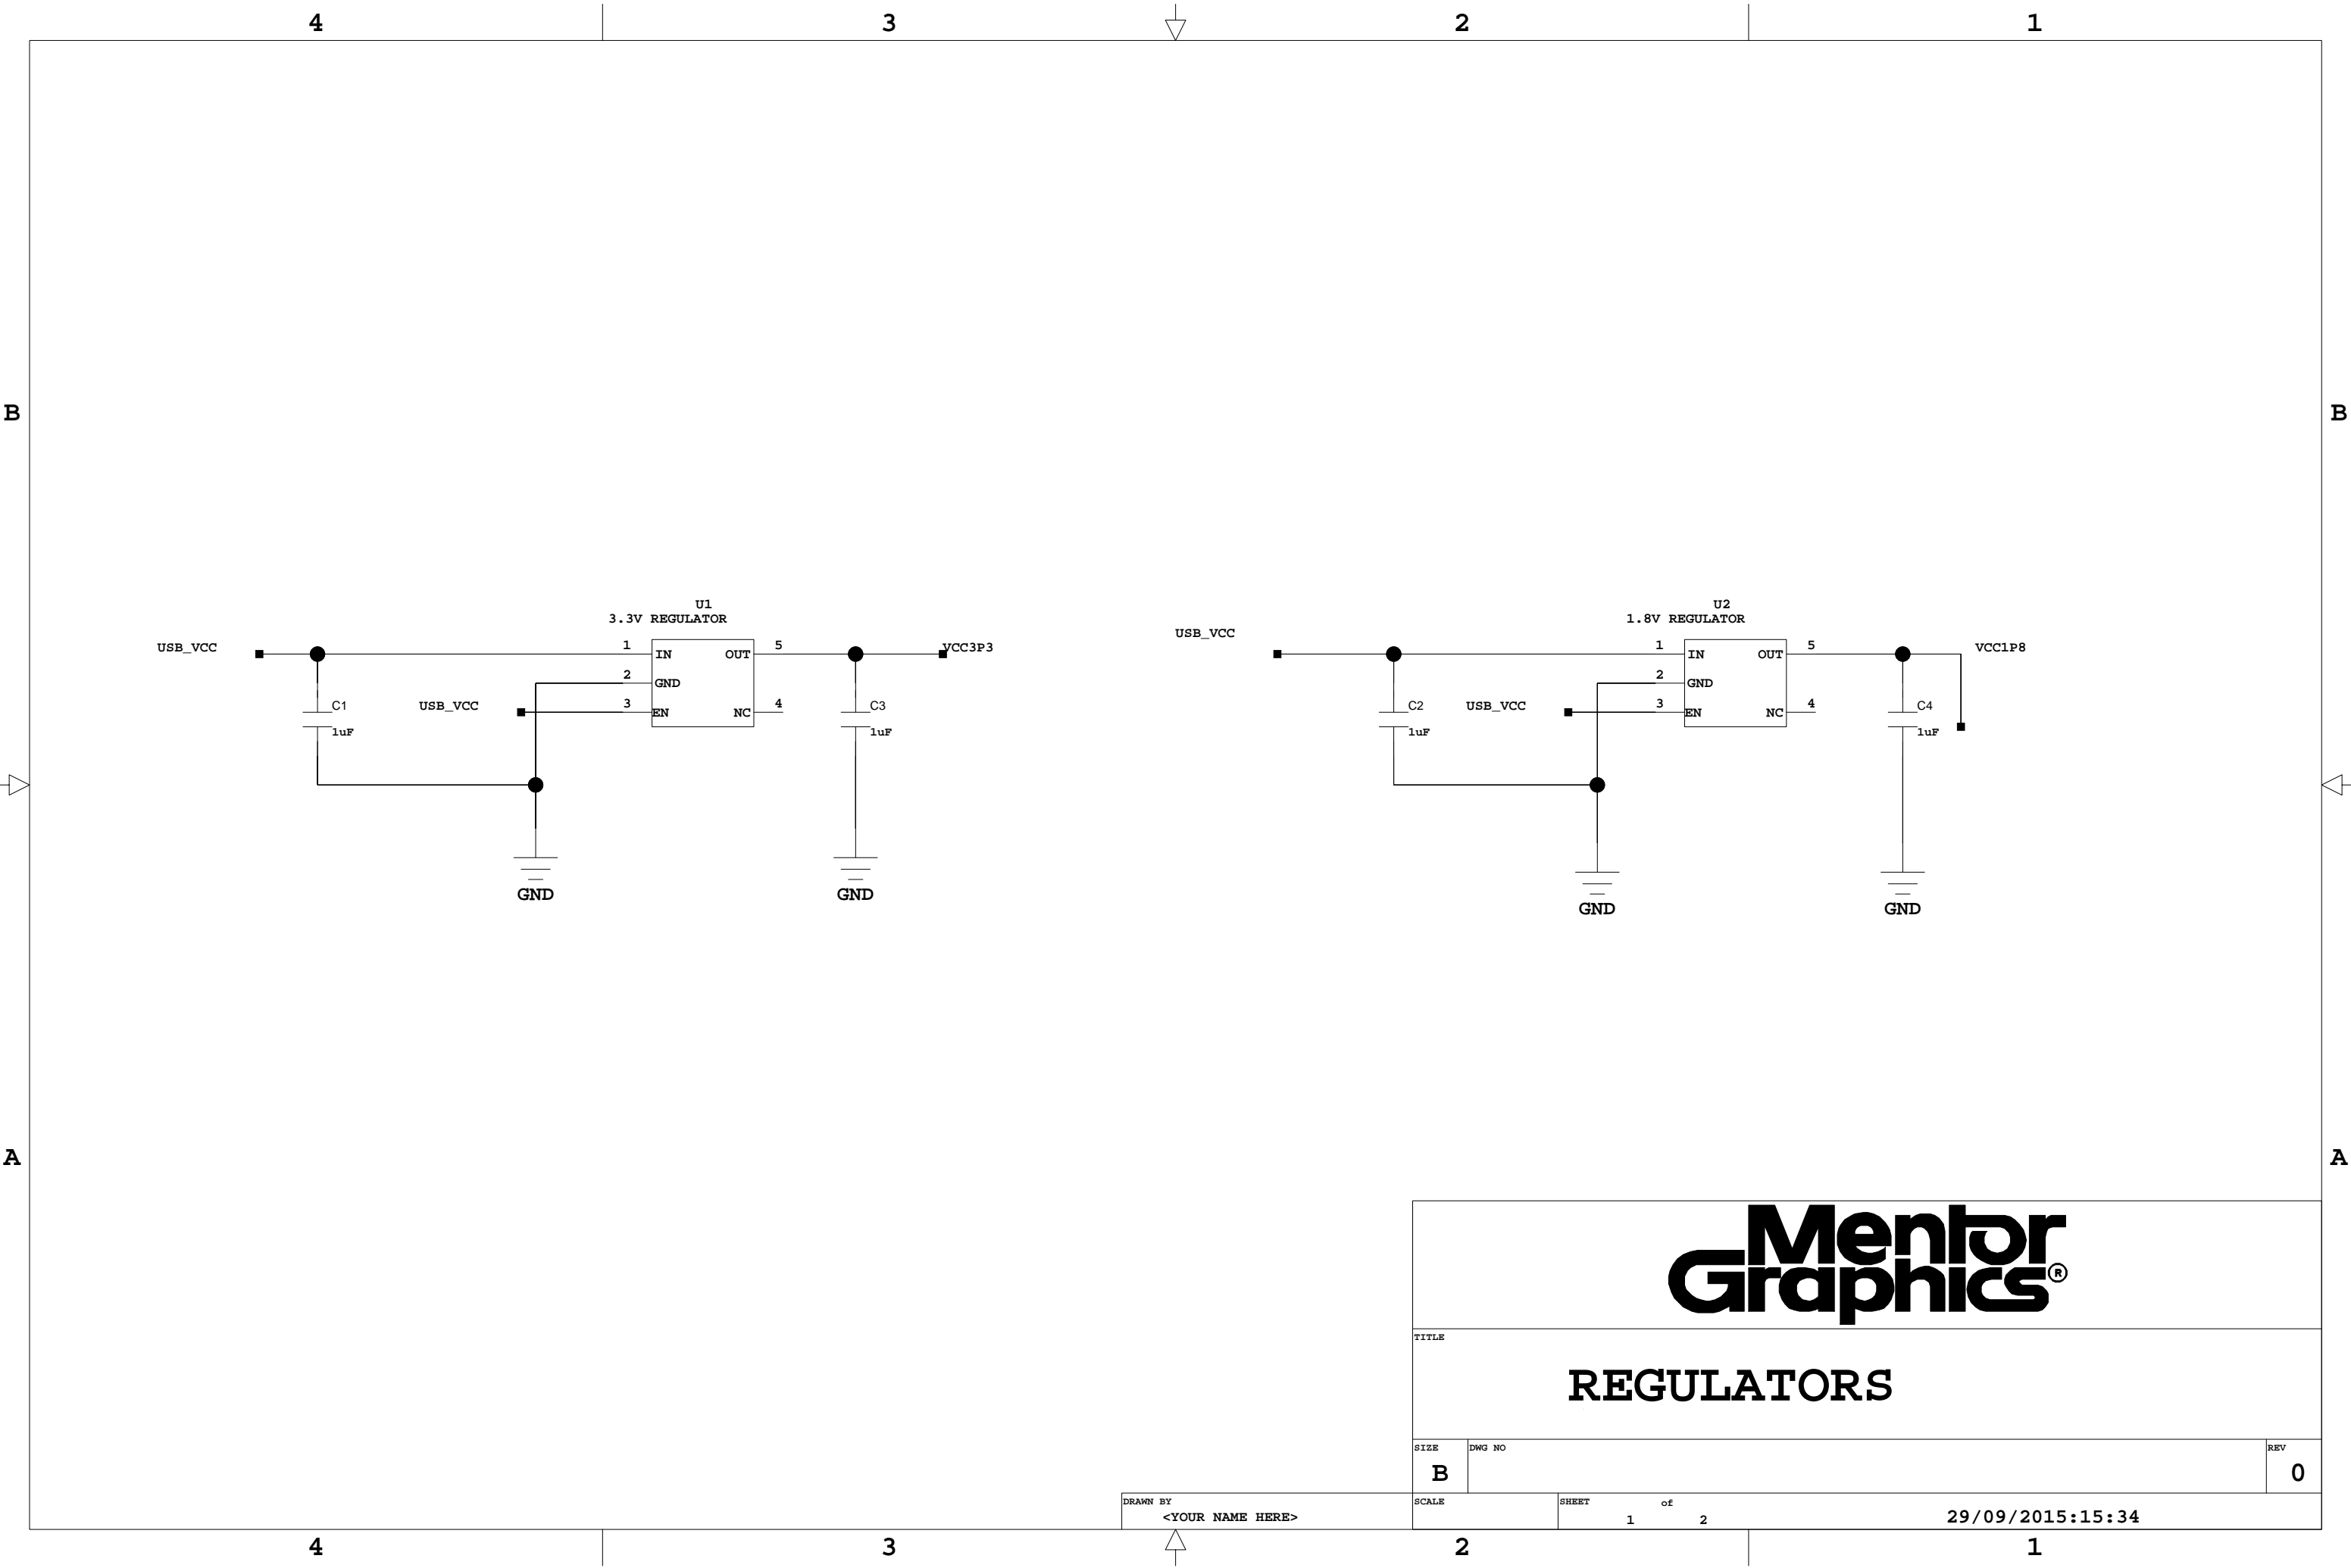 4 3 2 1
B B
U1
3.3V REGULATOR
USB_VCC
1 IN OUT 5
VCC3P3
2 GND
USB_VCC
3 EN NC 4
C1
1uF
C3
1uF
GND
GND
U2
1.8V REGULATOR
USB_VCC
1 IN OUT 5
VCC1P8
2 GND
USB_VCC
3 EN NC 4
C2
1uF
C4
1uF
GND
GND
A A
Mentor
Graphics®
TITLE
REGULATORS
SIZE DWG NO REV
B 0
DRAWN BY
<YOUR NAME HERE>
SCALE
SHEET of
1 2
29/09/2015:15:34
4 3 2 1